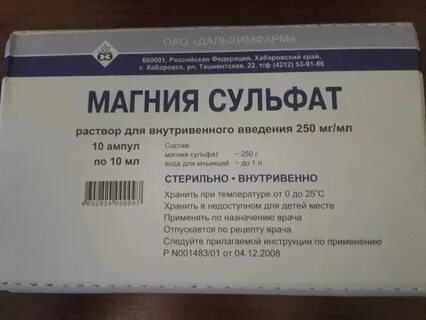 ОАО «ДАЛЬХИМФАРМ»
680001, Российская Федерация, Хабаровский край,
г. Хабаровск, ул. Ташкентская, 22, т/ф (4212) 53-91-86
МАГНИЯ СУЛЬФАТ
раствор для внутривенного введения 250 мг/мл
10 ампул
по 10 мл
Состав:
магния сульфат – 250 г
вода для инъекций – до 1 л
СТЕРИЛЬНО • ВНУТРИВЕННО
Хранить при температуре от 0 до 25°С
Хранить в недоступном для детей месте
Применять по назначению врача
Отпускается по рецепту врача
Следуйте прилагаемой инструкции по применению
Р N001483/01 от 04.12.2008
4602824000097